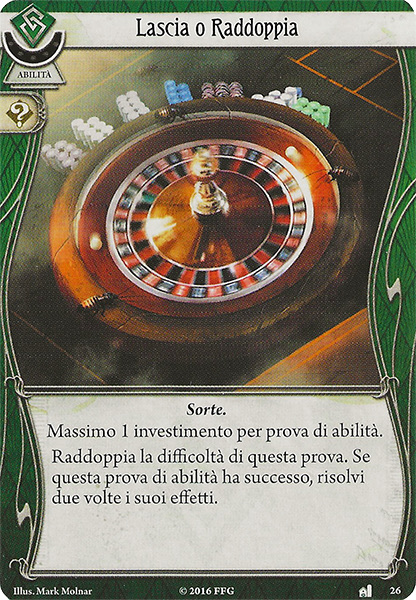 Lascia o Raddoppia
ABILITÀ
?
Sorte.
Massimo 1 investimento per prova di abilità.
Raddoppia la difficoltà di questa prova. Se
questa prova di abilità ha successo, risolvi
due volte i suoi effetti.
Illus. Mark Molnar
© 2016 FFG
26